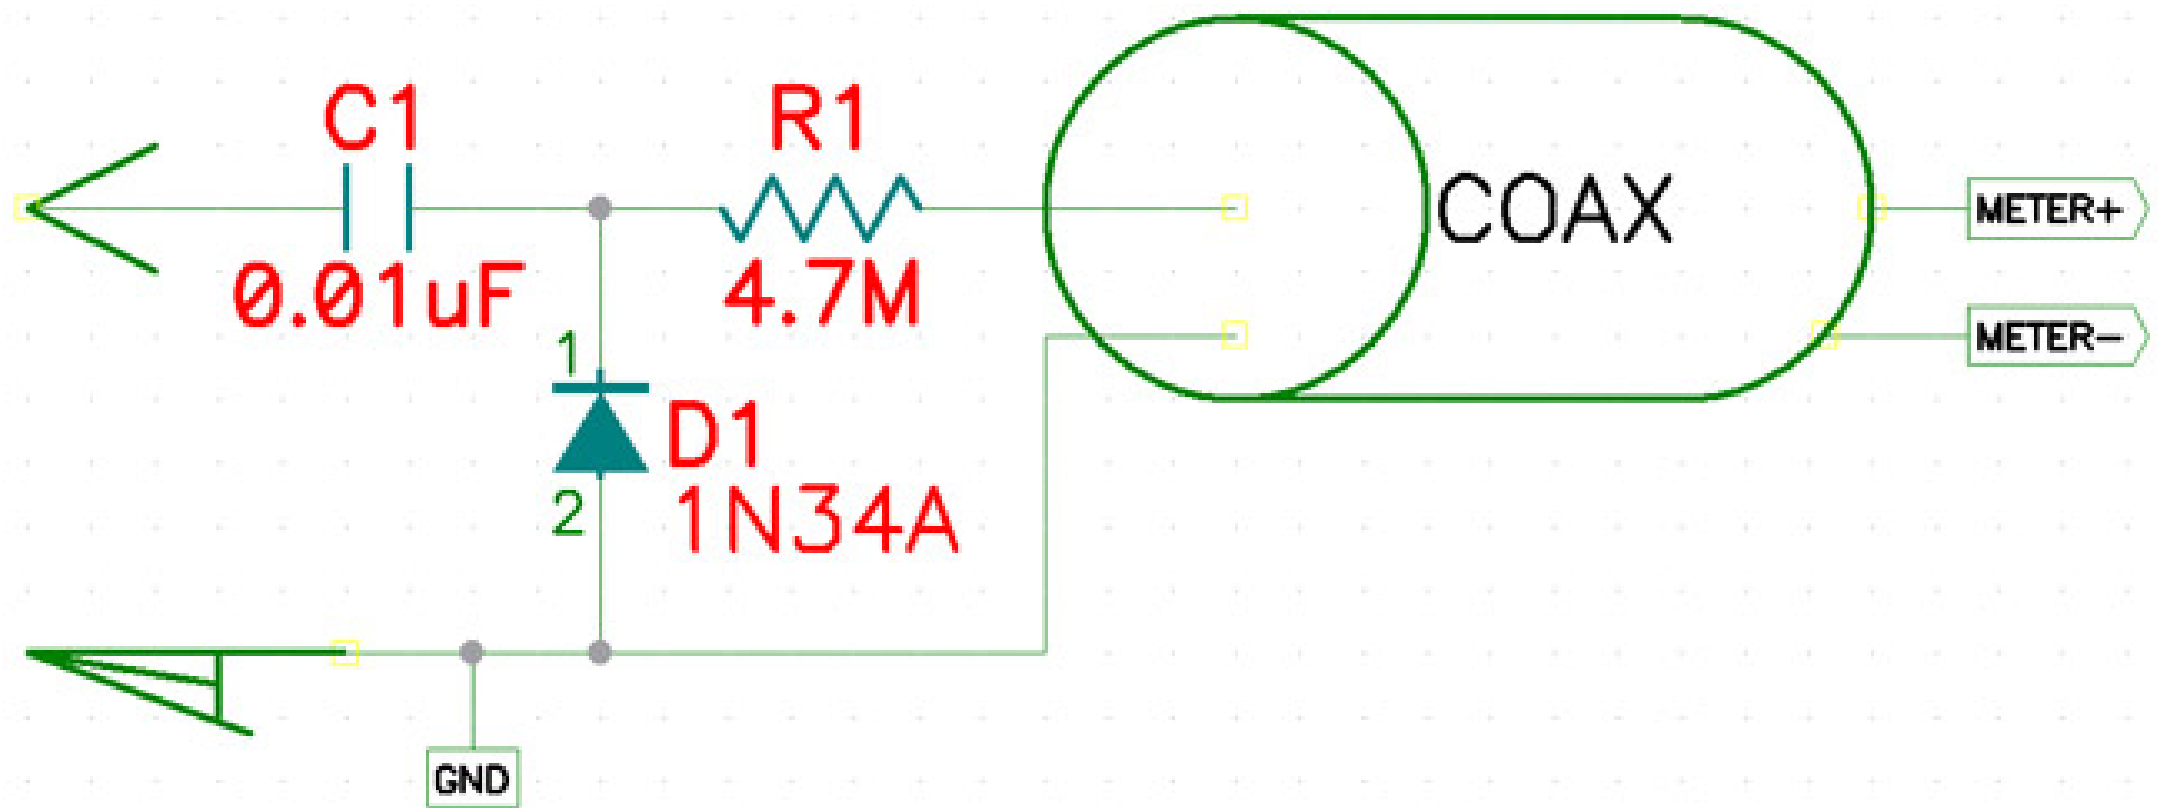 C1
0.01uF
R1
4.7M
COAX
METER+
METER-
1
D1
1N34A
2
GND